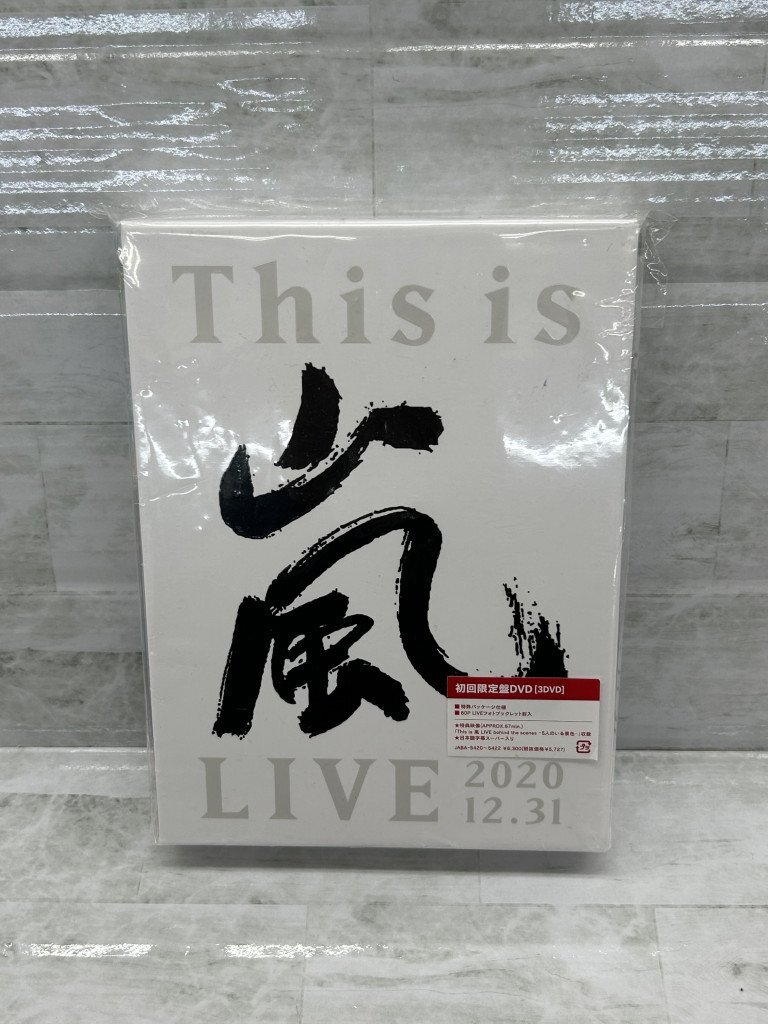 This is
嵐
LIVE 2020
12.31
初回限定盤DVD [3DVD]
■ 特殊パッケージ仕様
■ 60P LIVEフォトブックレット封入
★特典映像(APPROX.67min.)
「This is 嵐 LIVE behind the scenes -5人のいる景色-」収録
★日本語字幕スーパー入り
JABA-5420〜5422 ¥6,300(税抜価格¥5,727)